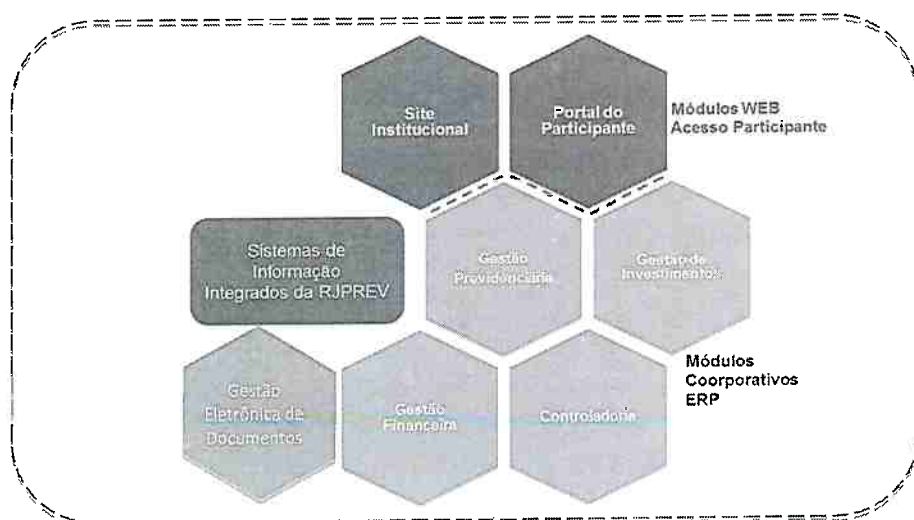 Site
Institucional
Portal do
Participante
Módulos WEB
Acesso Participante
Sistemas de
Informação
Integrados da RJPREV
Gestão
Previdenciária
Gestão de
Investimentos
Módulos
Coorporativos
ERP
Gestão
Eletrônica de
Documentos
Gestão
Financeira
Controladoria